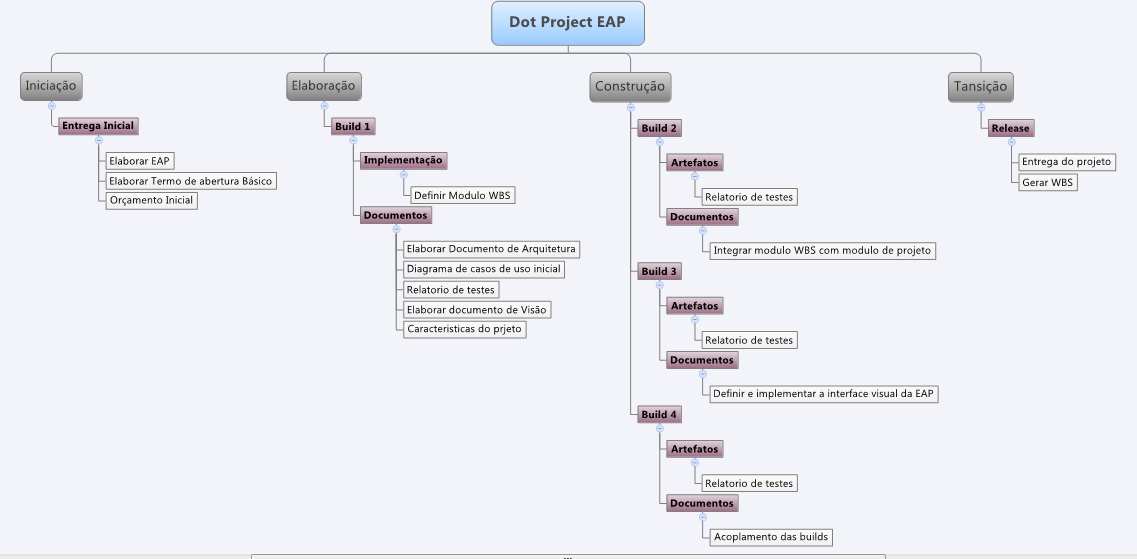 Dot Project EAP
Iniciação
Entrega Inicial
Elaborar EAP
Elaborar Termo de abertura Básico
Orçamento Inicial
Elaboração
Build 1
Implementação
Definir Modulo WBS
Documentos
Elaborar Documento de Arquitetura
Diagrama de casos de uso inicial
Relatorio de testes
Elaborar documento de Visão
Caracteristicas do prjeto
Construção
Build 2
Artefatos
Relatorio de testes
Documentos
Integrar modulo WBS com modulo de projeto
Build 3
Artefatos
Relatorio de testes
Documentos
Definir e implementar a interface visual da EAP
Build 4
Artefatos
Relatorio de testes
Documentos
Acoplamento das builds
Tansição
Release
Entrega do projeto
Gerar WBS